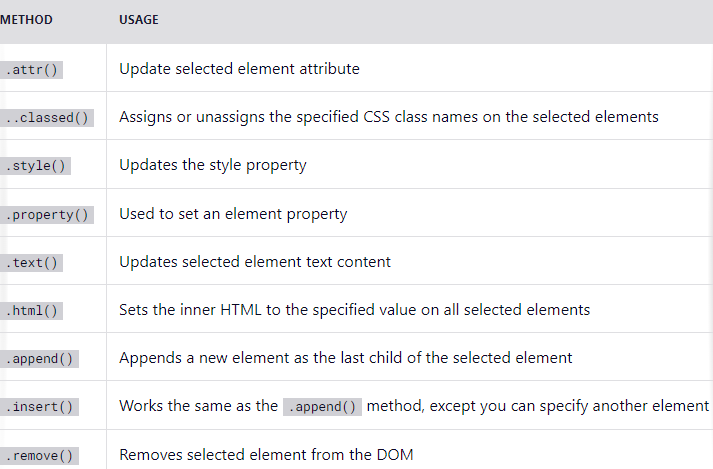 METHOD USAGE
.attr() Update selected element attribute
..classed() Assigns or unassigns the specified CSS class names on the selected elements
.style() Updates the style property
.property() Used to set an element property
.text() Updates selected element text content
.html() Sets the inner HTML to the specified value on all selected elements
.append() Appends a new element as the last child of the selected element
.insert() Works the same as the .append() method, except you can specify another element
.remove() Removes selected element from the DOM